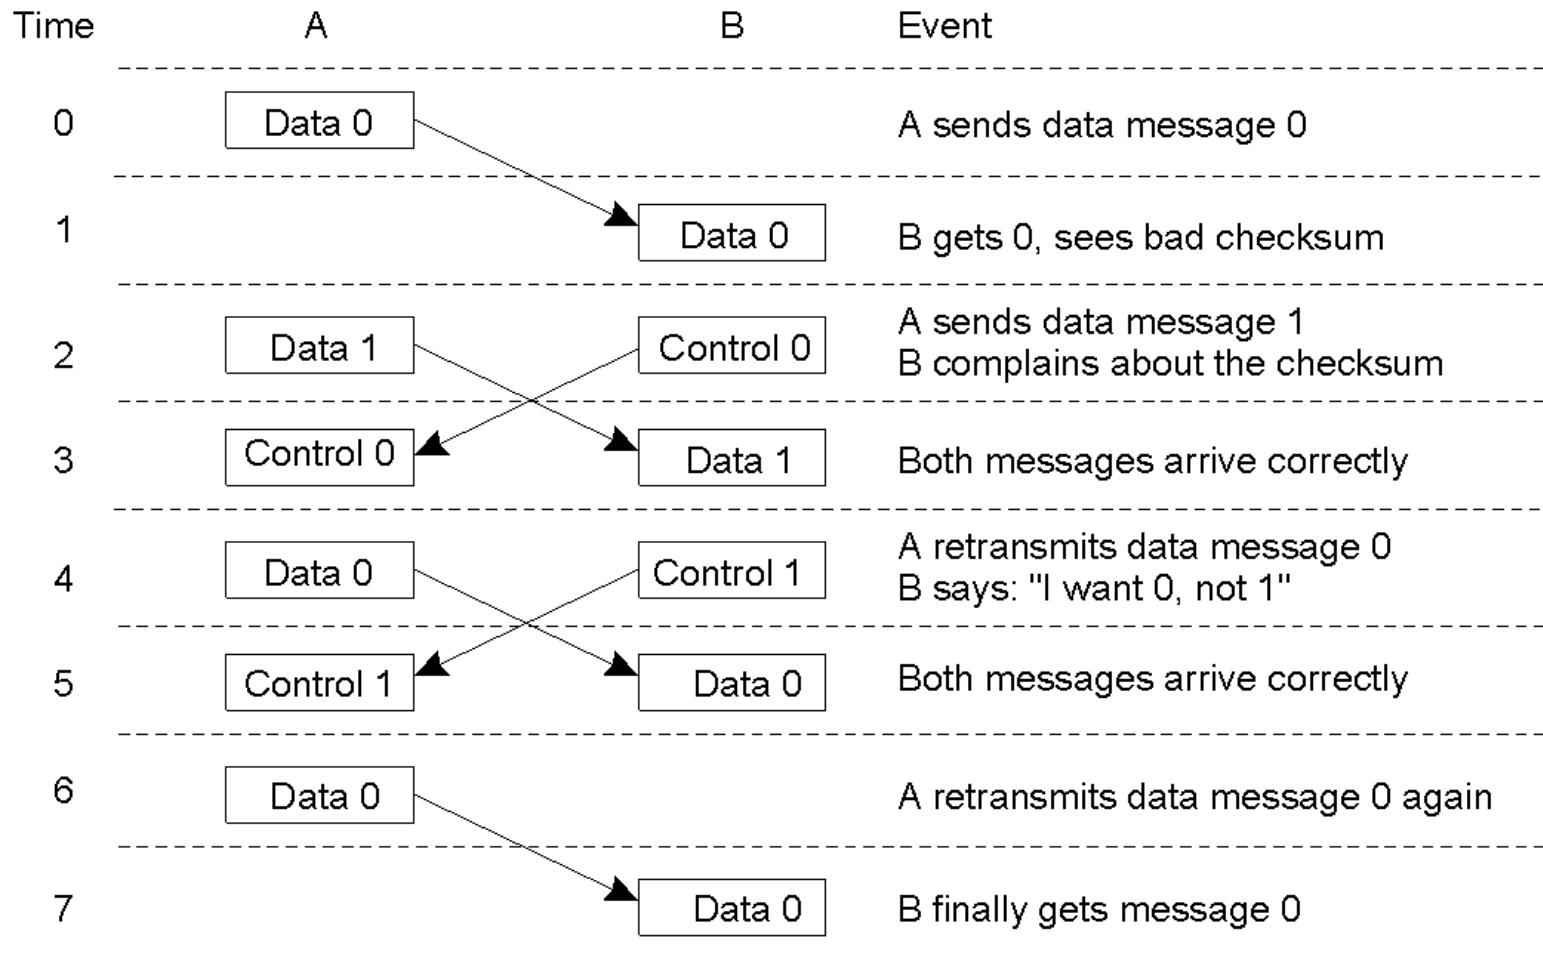 Time A B Event
0 Data 0 A sends data message 0
1 Data 0 B gets 0, sees bad checksum
2 Data 1 Control 0 A sends data message 1
B complains about the checksum
3 Control 0 Data 1 Both messages arrive correctly
4 Data 0 Control 1 A retransmits data message 0
B says: "I want 0, not 1"
5 Control 1 Data 0 Both messages arrive correctly
6 Data 0 A retransmits data message 0 again
7 Data 0 B finally gets message 0